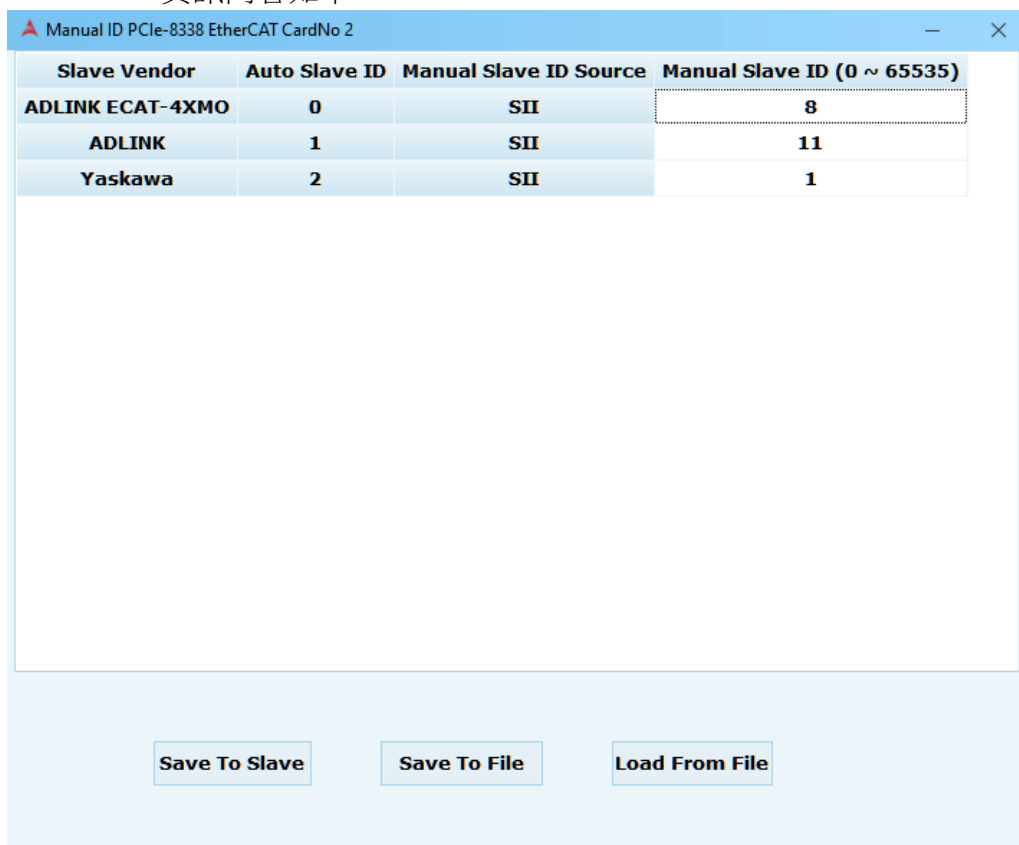 Manual ID PCIe-8338 EtherCAT CardNo 2
Slave Vendor Auto Slave ID Manual Slave ID Source Manual Slave ID (0 ~ 65535)
ADLINK ECAT-4XMO 0 SII 8
ADLINK 1 SII 11
Yaskawa 2 SII 1
Save To Slave Save To File Load From File